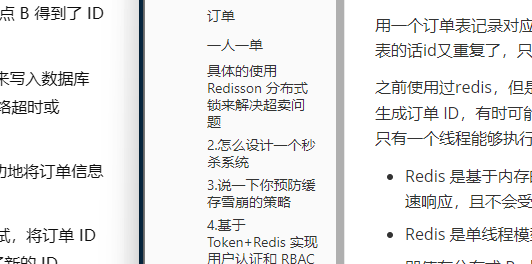 点 B 得到了 ID
来写入数据库
络超时或
功地将订单信息
式，将订单 ID
订单
一人一单
具体的使用
Redisson 分布式
锁来解决超卖问
题
2.怎么设计一个秒
杀系统
3.说一下你预防缓
存雪崩的策略
4.基于
Token+Redis 实现
用户认证和 RBAC
用一个订单表记录对应
表的话id又重复了，只
之前使用过redis，但是
生成订单 ID，有时可能
只有一个线程能够执行
• Redis 是基于内存的
速响应，且不会受
• Redis 是单线程模